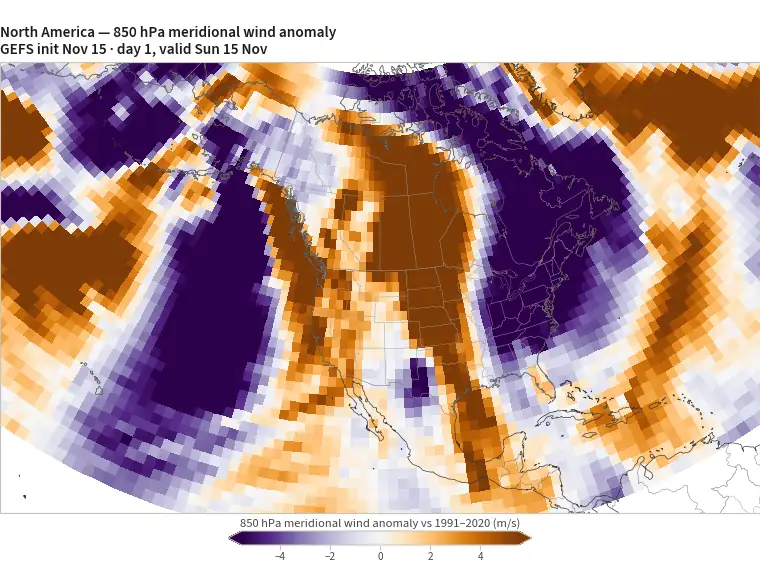 North America — 850 hPa meridional wind anomaly
GEFS init Nov 15 · day 1, valid Sun 15 Nov
850 hPa meridional wind anomaly vs 1991–2020 (m/s)
−4 −2 0 2 4